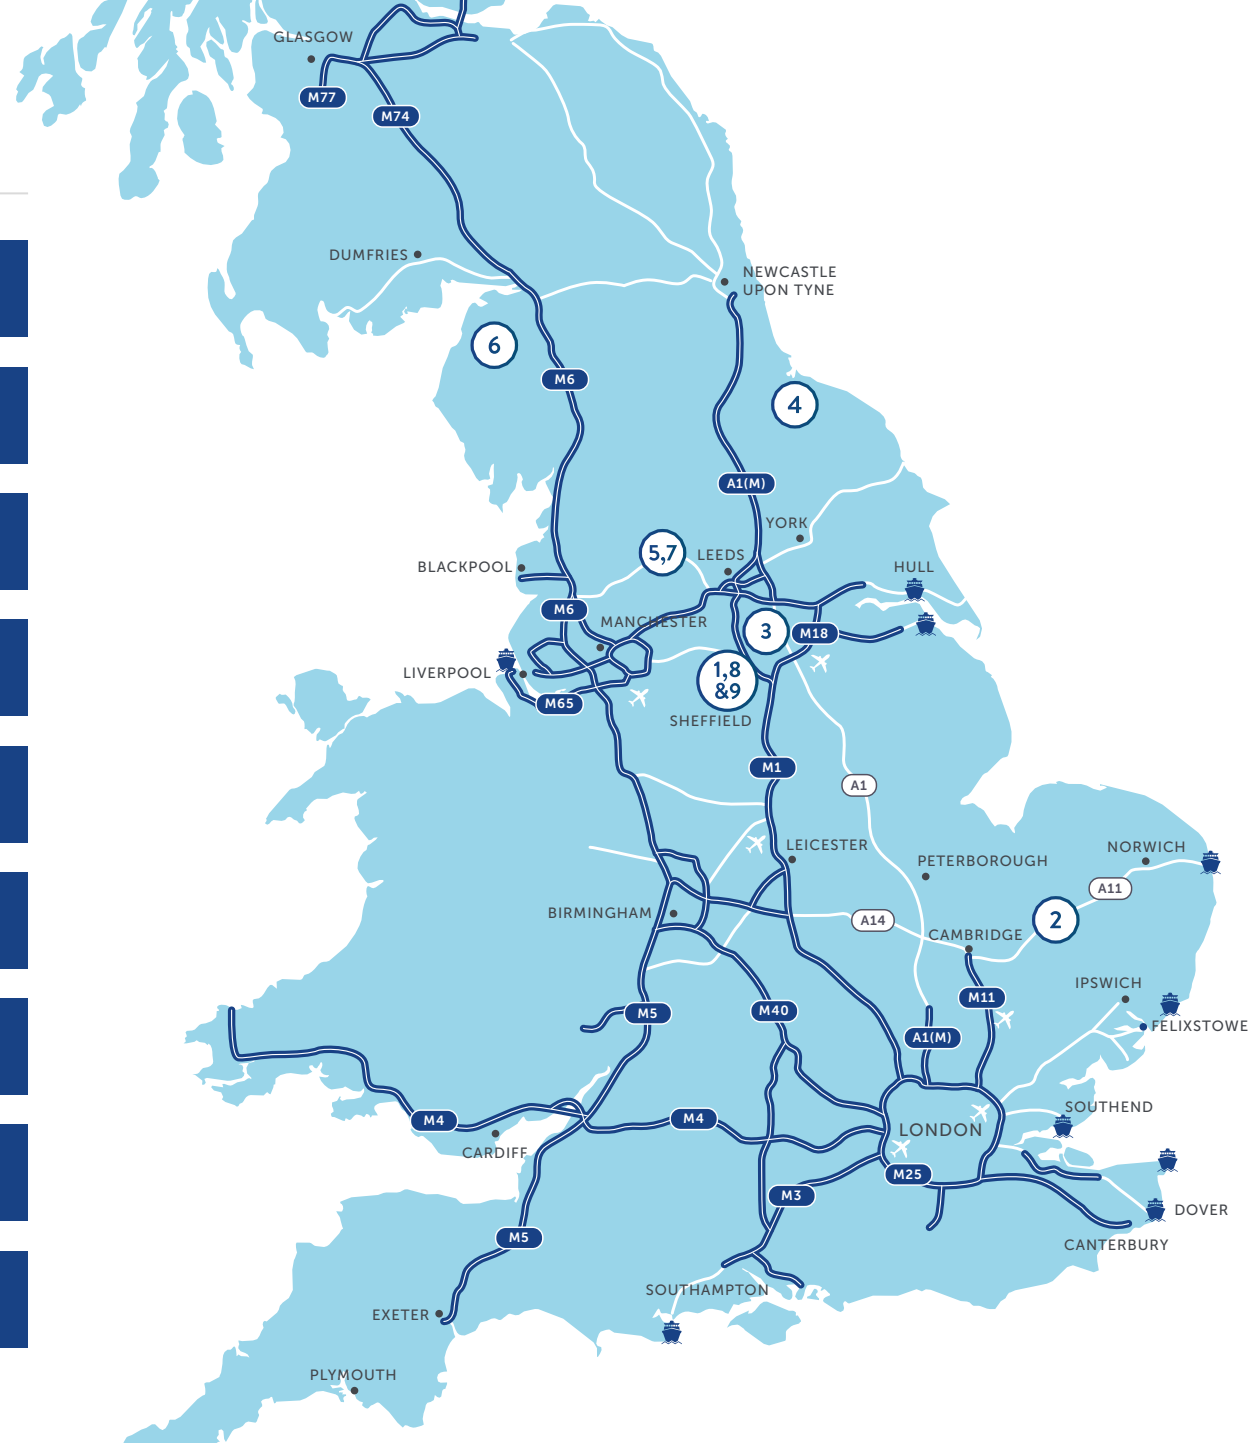 GLASGOW
M77
M74
DUMFRIES
NEWCASTLE
UPON TYNE
6
M6
4
A1(M)
YORK
5,7
LEEDS
BLACKPOOL
HULL
M6
MANCHESTER
3
M18
LIVERPOOL
1,8
&9
M65
SHEFFIELD
M1
A1
LEICESTER
NORWICH
PETERBOROUGH
A11
BIRMINGHAM
A14
2
CAMBRIDGE
IPSWICH
M11
M5
M40
FELIXSTOWE
A1(M)
SOUTHEND
M4
M4
LONDON
CARDIFF
M25
M3
DOVER
M5
CANTERBURY
SOUTHAMPTON
EXETER
PLYMOUTH